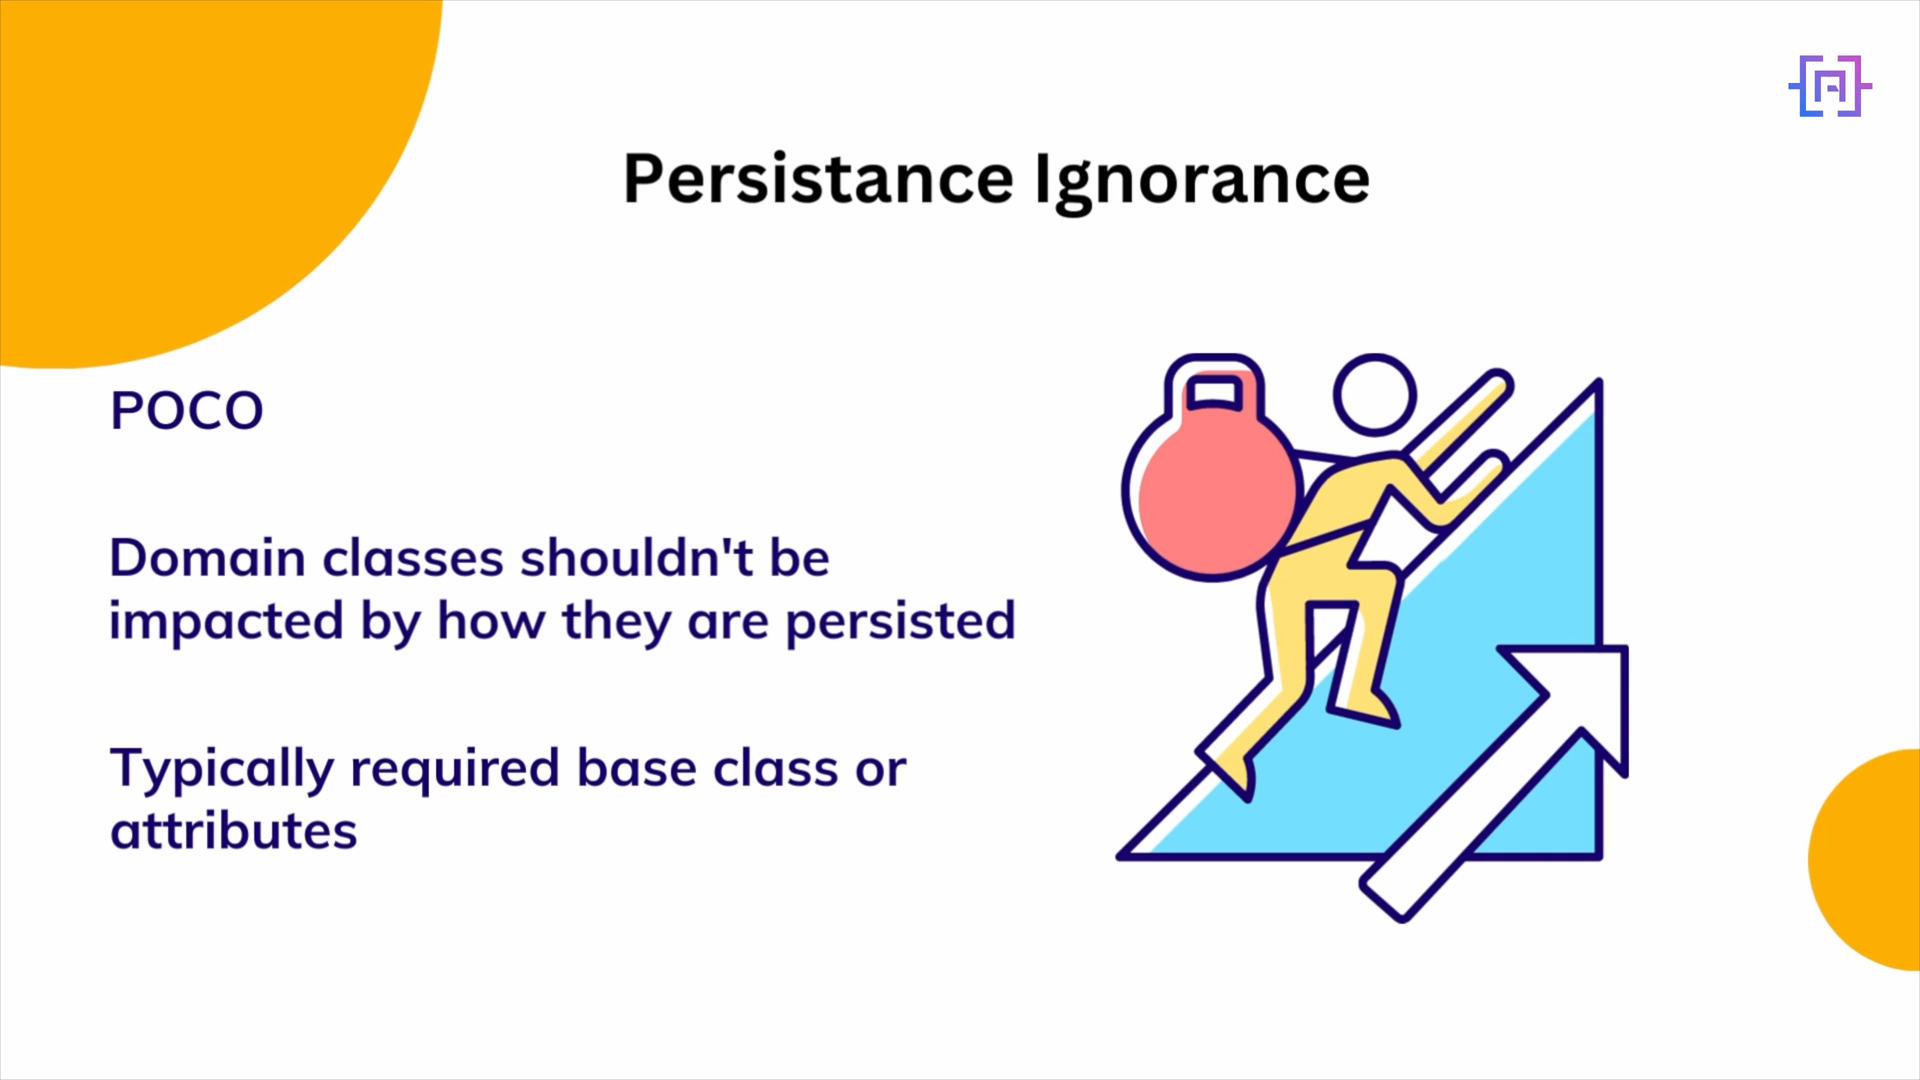 Persistance Ignorance
POCO
Domain classes shouldn't be
impacted by how they are persisted
Typically required base class or
attributes